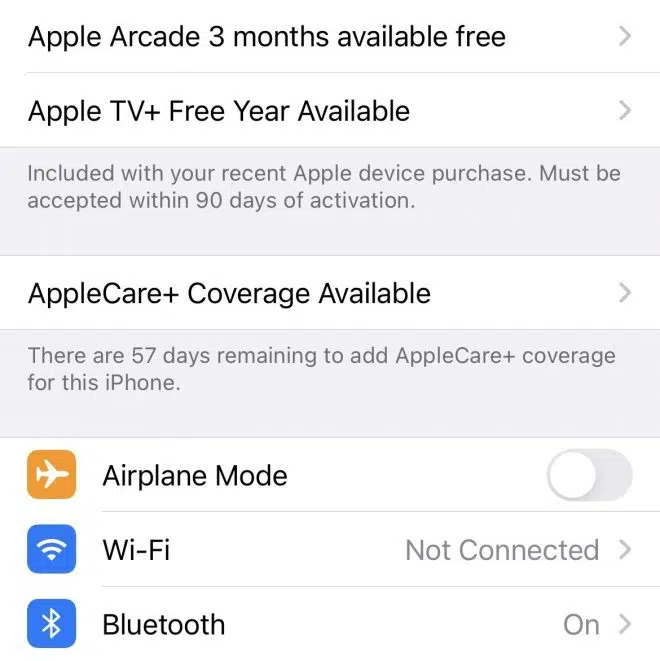 Apple Arcade 3 months available free
Apple TV+ Free Year Available
Included with your recent Apple device purchase. Must be
accepted within 90 days of activation.
AppleCare+ Coverage Available
There are 57 days remaining to add AppleCare+ coverage
for this iPhone.
Airplane Mode
Wi-Fi Not Connected
Bluetooth On